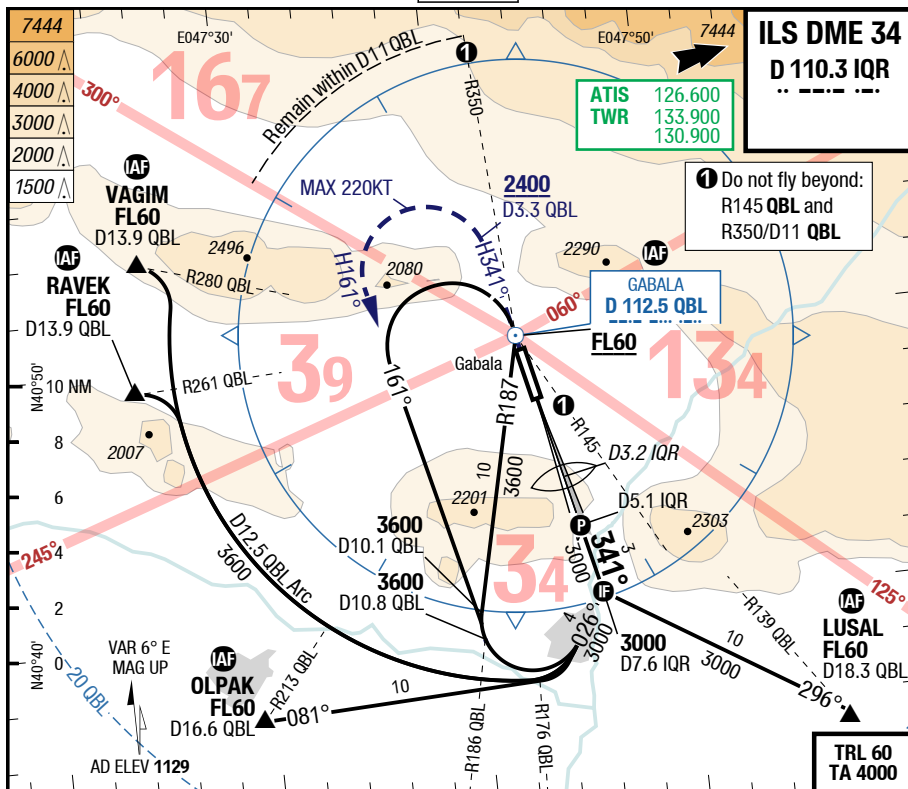 7444
6000
4000
3000
2000
1500
E047°30'
E047°50'
7444
ILS DME 34
D 110.3 IQR
ATIS 126.600
TWR 133.900
130.900
1 Do not fly beyond:
R145 QBL and
R350/D11 QBL
167
300°
Remain within D11 QBL
1
R350
IAF
VAGIM
FL60
D13.9 QBL
MAX 220KT
2400
D3.3 QBL
2496
2080
2290
IAF
H161°
H341°
R280 QBL
IAF
RAVEK
FL60
D13.9 QBL
GABALA
D 112.5 QBL
060°
FL60
Gabala
39
134
N40°50'
10 NM
8
6
4
2
0
R261 QBL
161°
R187
10
3600
1
R145
2007
D3.2 IQR
2201
D5.1 IQR
P
2303
3600
D10.1 QBL
3600
D10.8 QBL
34
341°
3
3000
IF
245°
D12.5 QBL Arc
3600
125°
3000
D7.6 IQR
4
026°
3000
R139 QBL
10
3000
296°
IAF
LUSAL
FL60
D18.3 QBL
N40°40'
20 QBL
VAR 6° E
MAG UP
IAF
OLPAK
FL60
D16.6 QBL
R213 QBL
10
081°
R186 QBL
R176 QBL
AD ELEV 1129
TRL 60
TA 4000